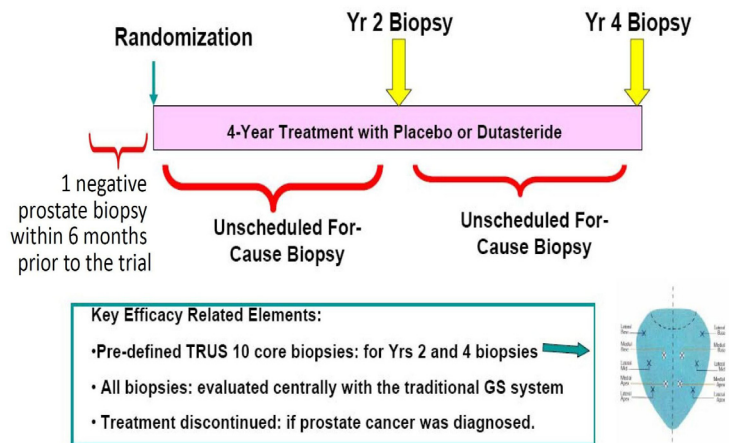 Randomization
Yr 2 Biopsy
Yr 4 Biopsy
4-Year Treatment with Placebo or Dutasteride
1 negative
prostate biopsy
within 6 months
prior to the trial
Unscheduled For-
Cause Biopsy
Unscheduled For-
Cause Biopsy
Key Efficacy Related Elements:
•Pre-defined TRUS 10 core biopsies: for Yrs 2 and 4 biopsies
•All biopsies: evaluated centrally with the traditional GS system
•Treatment discontinued: if prostate cancer was diagnosed.